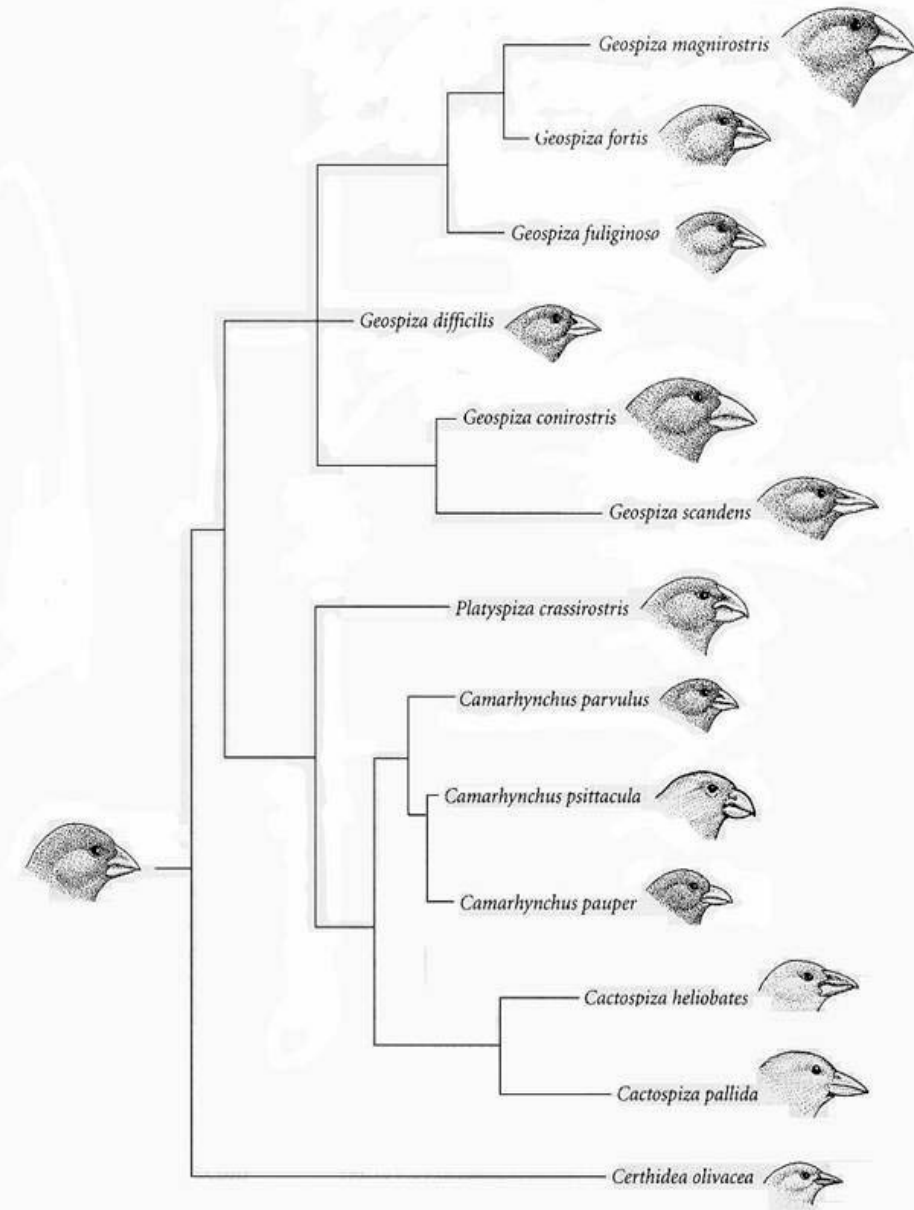 Geospiza magnirostris
Geospiza fortis
Geospiza fuliginosa
Geospiza difficilis
Geospiza conirostris
Geospiza scandens
Platyspiza crassirostris
Camarhynchus parvulus
Camarhynchus psittacula
Camarhynchus pauper
Cactospiza heliobates
Cactospiza pallida
Certhidea olivacea